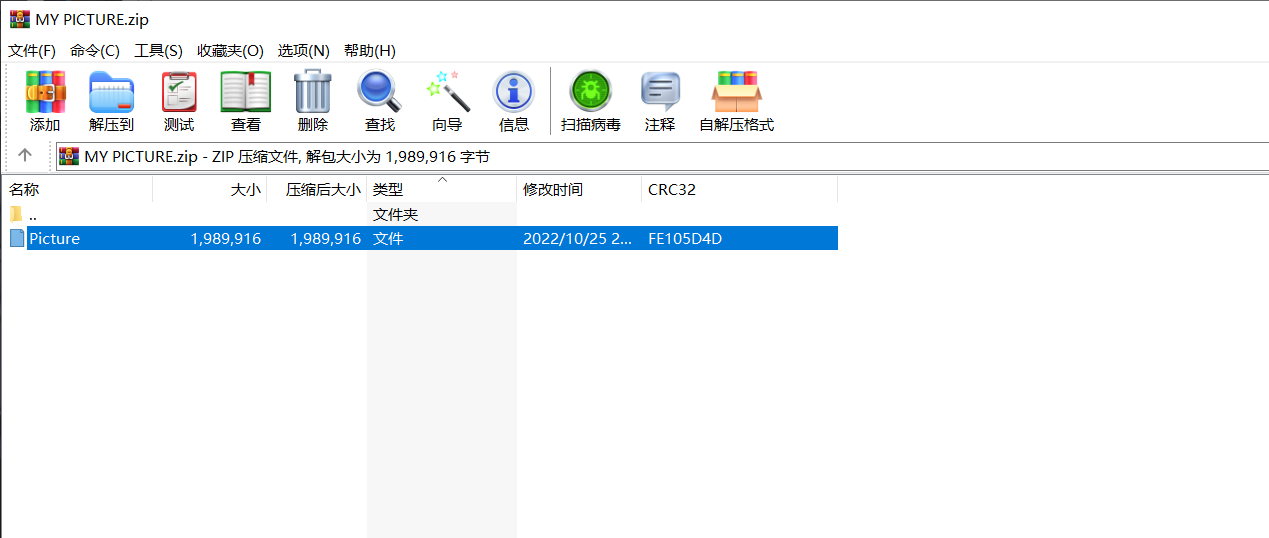 MY PICTURE.zip
文件(F) 命令(C) 工具(S) 收藏夹(O) 选项(N) 帮助(H)
添加 解压到 测试 查看 删除 查找 向导 信息 扫描病毒 注释 自解压格式
MY PICTURE.zip - ZIP 压缩文件, 解包大小为 1,989,916 字节
名称 大小 压缩后大小 类型 修改时间 CRC32
.. 文件夹
Picture 1,989,916 1,989,916 文件 2022/10/25 2... FE105D4D